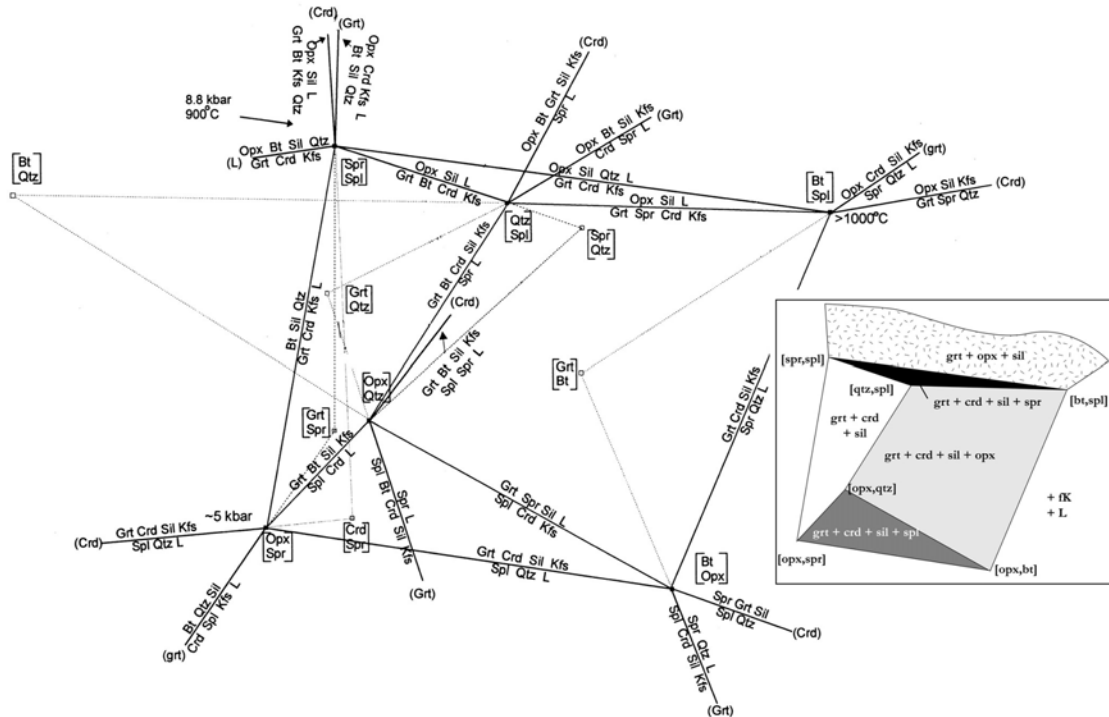 (Crd)
(Grt)
Opx Sil L
Grt Bt Kfs Qtz
Opx Crd Kfs L
Bt Sil Qtz
8.8 kbar
900°C
Opx Bt Sil Qtz
(L) Grt Crd Kfs
[Spr
Spl]
[Bt
Qtz]
(Crd)
Opx Bt Grt Sil Kfs
Spr L
(Grt)
Opx Bt Sil Kfs
Crd Spr L
Opx Sil L
Grt Bt Crd Kfs
Opx Sil Qtz L
Grt Crd Kfs
Opx Sil L
Grt Spr Crd Kfs
[Qtz
Spl]
[Spr
Qtz]
[Bt
Spl]
(grt)
Opx Crd Sil Kfs
Spr Qtz L
Opx Sil Kfs
Grt Spr Qtz
(Crd)
>1000°C
Bt Sil Qtz
Grt Crd Kfs L
[Grt
Qtz]
Grt Bt Crd Sil Kfs
Spr L
(Crd)
Grt Bt Sil Kfs
Spl Spr L
[Opx
Qtz]
[Grt
Spr]
[Grt
Bt]
Grt Crd Sil Kfs
Spr Qtz L
Grt Bt Sil Kfs
Spl Crd L
Spr L
Spl Bt Crd Sil Kfs
(Grt)
Grt Spr Sil L
Spl Crd Kfs
~5 kbar
Grt Crd Sil Kfs
(Crd) Spl Qtz L
[Opx
Spr]
[Crd
Spr]
Grt Crd Sil Kfs
Spl Qtz L
[Bt
Opx]
Bt Qtz Sil
(grt) Crd Spl Kfs L
Spr Grt Sil
Spl Qtz
(Crd)
Spr Qtz L
Spl Crd Sil Kfs
(Grt)
[spr,spl]
grt + opx + sil
[qtz,spl]
grt + crd + sil + spr
[bt,spl]
grt + crd
+ sil
grt + crd + sil + opx
[opx,qtz]
+ fK
+ L
grt + crd + sil + spl
[opx,spr]
[opx,bt]